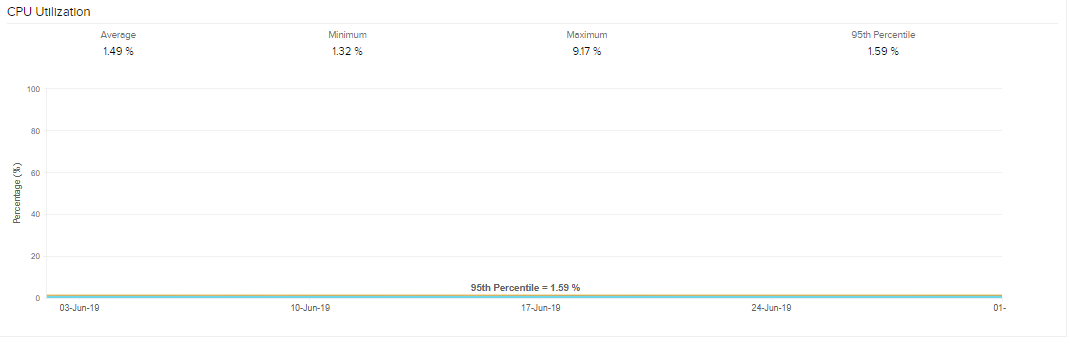 CPU Utilization
Average Minimum Maximum 95th Percentile
1.49 % 1.32 % 9.17 % 1.59 %
100
80
60
40
20
0
Percentage (%)
95th Percentile = 1.59 %
03-Jun-19 10-Jun-19 17-Jun-19 24-Jun-19 01-